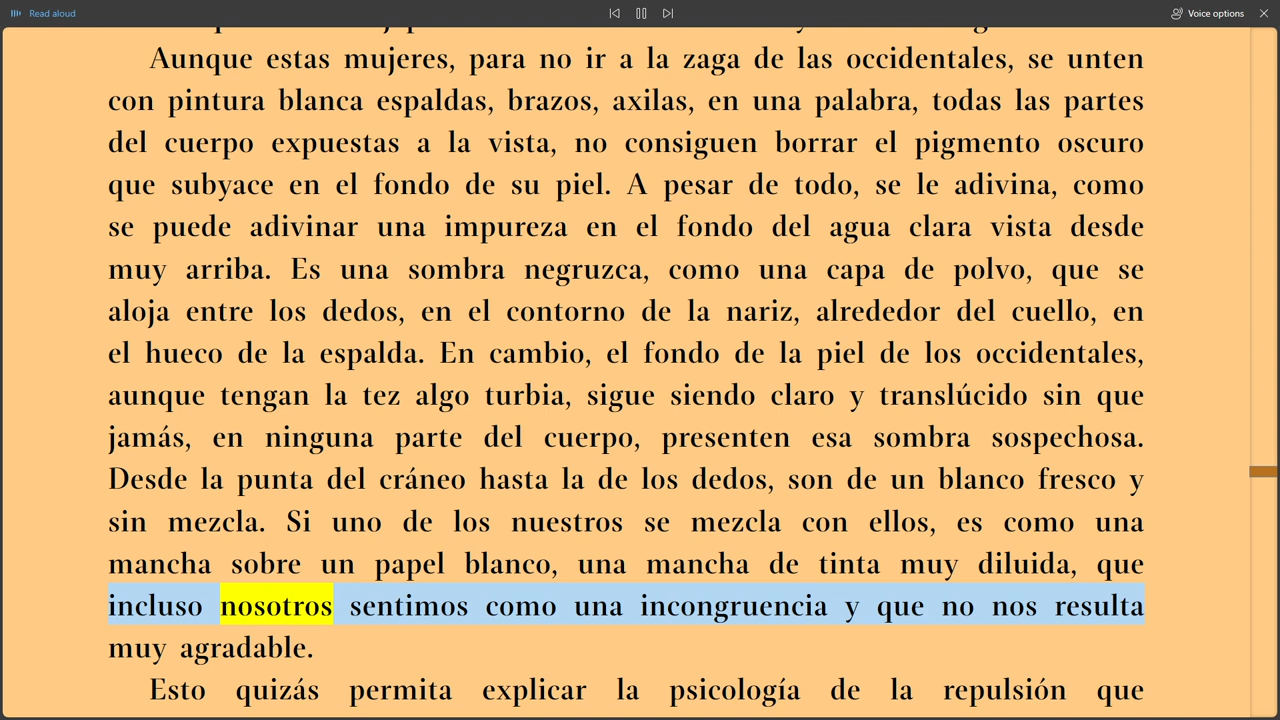 Read aloud
Voice options
Aunque estas mujeres, para no ir a la zaga de las occidentales, se unten
con pintura blanca espaldas, brazos, axilas, en una palabra, todas las partes
del cuerpo expuestas a la vista, no consiguen borrar el pigmento oscuro
que subyace en el fondo de su piel. A pesar de todo, se le adivina, como
se puede adivinar una impureza en el fondo del agua clara vista desde
muy arriba. Es una sombra negruzca, como una capa de polvo, que se
aloja entre los dedos, en el contorno de la nariz, alrededor del cuello, en
el hueco de la espalda. En cambio, el fondo de la piel de los occidentales,
aunque tengan la tez algo turbia, sigue siendo claro y translúcido sin que
jamás, en ninguna parte del cuerpo, presenten esa sombra sospechosa.
Desde la punta del cráneo hasta la de los dedos, son de un blanco fresco y
sin mezcla. Si uno de los nuestros se mezcla con ellos, es como una
mancha sobre un papel blanco, una mancha de tinta muy diluida, que
incluso nosotros sentimos como una incongruencia y que no nos resulta
muy agradable.
Esto quizás permita explicar la psicología de la repulsión que